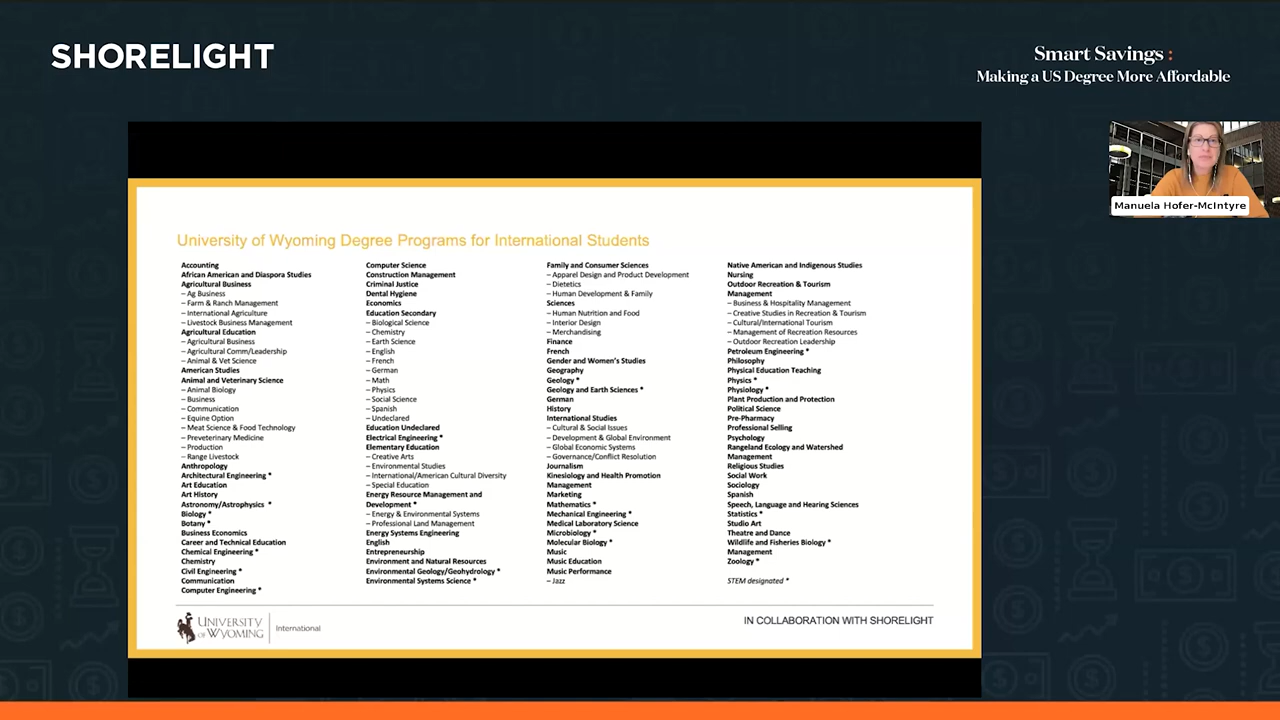 SHORELIGHT
Smart Savings :
Making a US Degree More Affordable
Manuela Hofer-McIntyre
University of Wyoming Degree Programs for International Students
Accounting
African American and Diaspora Studies
Agricultural Business
– Ag Business
– Farm & Ranch Management
– International Agriculture
– Livestock Business Management
Agricultural Education
– Agricultural Business
– Agricultural Comm/Leadership
– Animal & Vet Science
American Studies
Animal and Veterinary Science
– Animal Biology
– Business
– Communication
– Equine Option
– Meat Science & Food Technology
– Preveterinary Medicine
– Production
– Range Livestock
Anthropology
Architectural Engineering *
Art Education
Art History
Astronomy/Astrophysics *
Biology *
Botany *
Business Economics
Career and Technical Education
Chemical Engineering *
Chemistry
Civil Engineering *
Communication
Computer Engineering *
Computer Science
Construction Management
Criminal Justice
Dental Hygiene
Economics
Education Secondary
– Biological Science
– Chemistry
– Earth Science
– English
– French
– German
– Math
– Physics
– Social Science
– Spanish
– Undeclared
Education Undeclared
Electrical Engineering *
Elementary Education
– Creative Arts
– Environmental Studies
– International/American Cultural Diversity
– Special Education
Energy Resource Management and
Development *
– Energy & Environmental Systems
– Professional Land Management
Energy Systems Engineering
English
Entrepreneurship
Environment and Natural Resources
Environmental Geology/Geohydrology *
Environmental Systems Science *
Family and Consumer Sciences
– Apparel Design and Product Development
– Dietetics
– Human Development & Family
Sciences
– Human Nutrition and Food
– Interior Design
– Merchandising
Finance
French
Gender and Women's Studies
Geography
Geology *
Geology and Earth Sciences *
German
History
International Studies
– Cultural & Social Issues
– Development & Global Environment
– Global Economic Systems
– Governance/Conflict Resolution
Journalism
Kinesiology and Health Promotion
Management
Marketing
Mathematics *
Mechanical Engineering *
Medical Laboratory Science
Microbiology *
Molecular Biology *
Music
Music Education
Music Performance
– Jazz
Native American and Indigenous Studies
Nursing
Outdoor Recreation & Tourism
Management
– Business & Hospitality Management
– Creative Studies in Recreation & Tourism
– Cultural/International Tourism
– Management of Recreation Resources
– Outdoor Recreation Leadership
Petroleum Engineering *
Philosophy
Physical Education Teaching
Physics *
Physiology *
Plant Production and Protection
Political Science
Pre-Pharmacy
Professional Selling
Psychology
Rangeland Ecology and Watershed
Management
Religious Studies
Social Work
Sociology
Spanish
Speech, Language and Hearing Sciences
Statistics *
Studio Art
Theatre and Dance
Wildlife and Fisheries Biology *
Management
Zoology *
STEM designated *
UNIVERSITY
OF WYOMING
International
IN COLLABORATION WITH SHORELIGHT